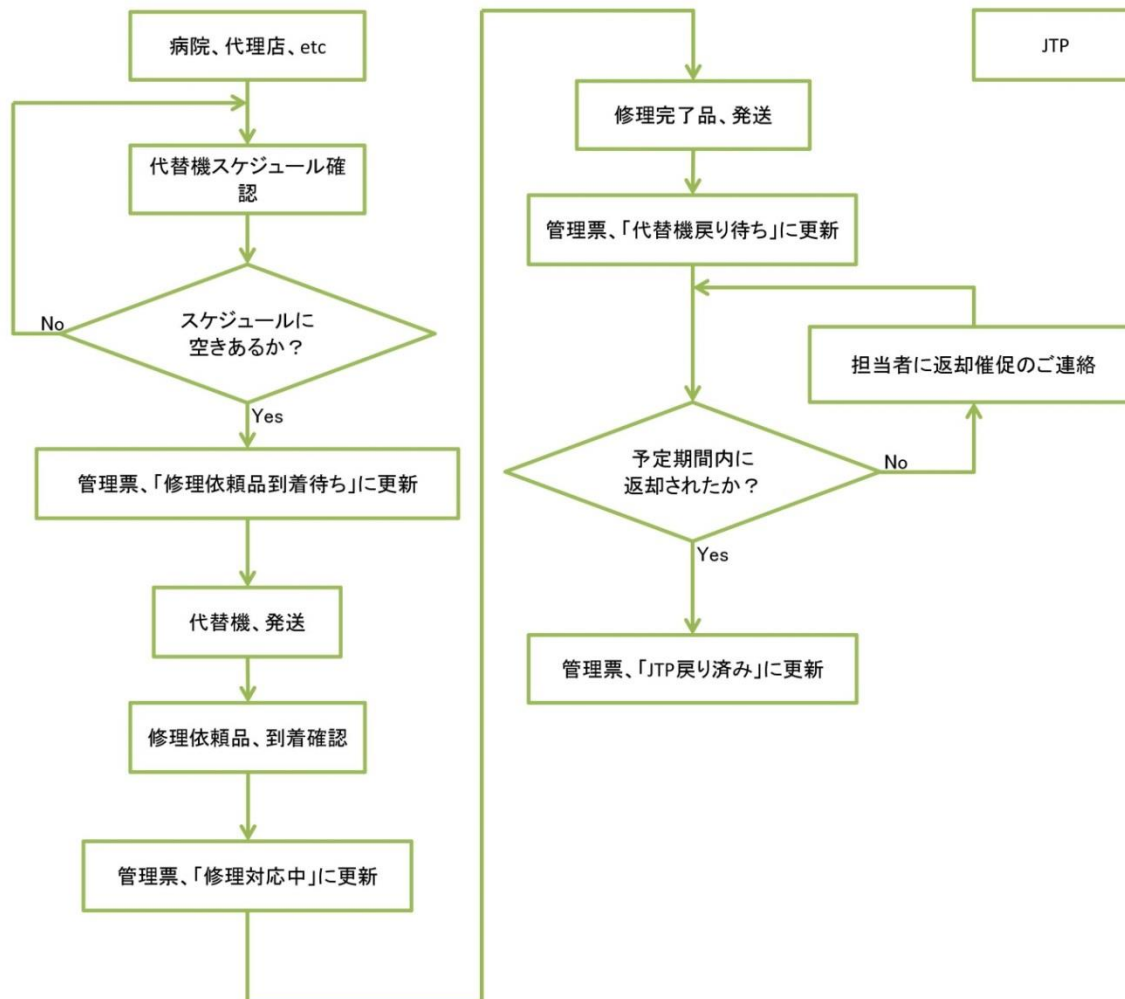 病院、代理店、etc
代替機スケジュール確
認
スケジュールに
空きあるか？
No
Yes
管理票、「修理依頼品到着待ち」に更新
代替機、発送
修理依頼品、到着確認
管理票、「修理対応中」に更新
修理完了品、発送
管理票、「代替機戻り待ち」に更新
担当者に返却催促のご連絡
予定期間内に
返却されたか？
No
Yes
管理票、「JTP戻り済み」に更新
JTP